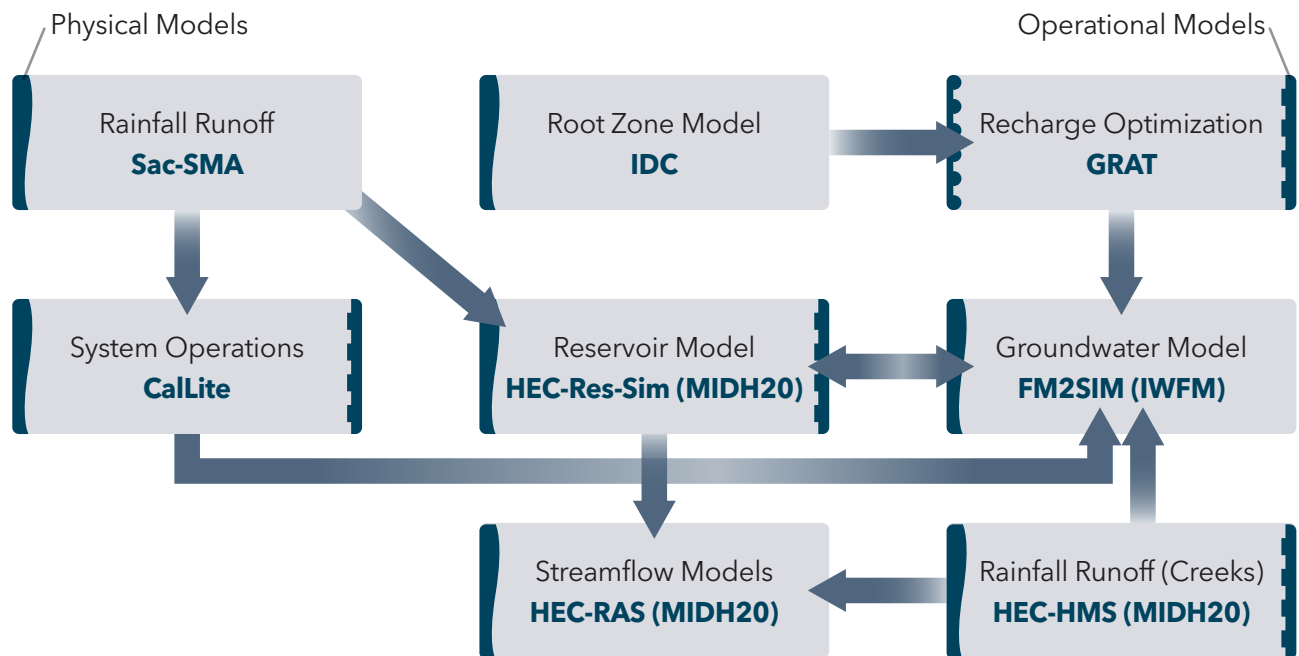 Physical Models
Operational Models
Rainfall Runoff
Sac-SMA
Root Zone Model
IDC
Recharge Optimization
GRAT
System Operations
CalLite
Reservoir Model
HEC-Res-Sim (MIDH20)
Groundwater Model
FM2SIM (IWFM)
Streamflow Models
HEC-RAS (MIDH20)
Rainfall Runoff (Creeks)
HEC-HMS (MIDH20)